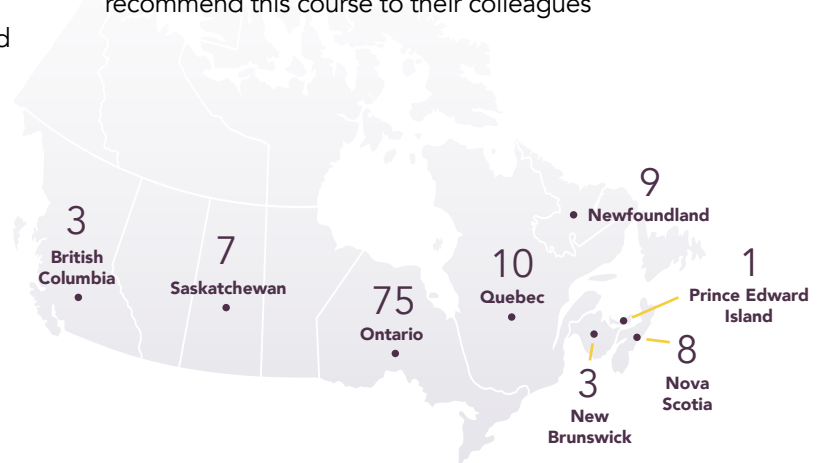 recommend this course to their colleagues
d
3
British
Columbia
7
Saskatchewan
75
Ontario
10
Quebec
9
Newfoundland
1
Prince Edward
Island
8
Nova
Scotia
3
New
Brunswick